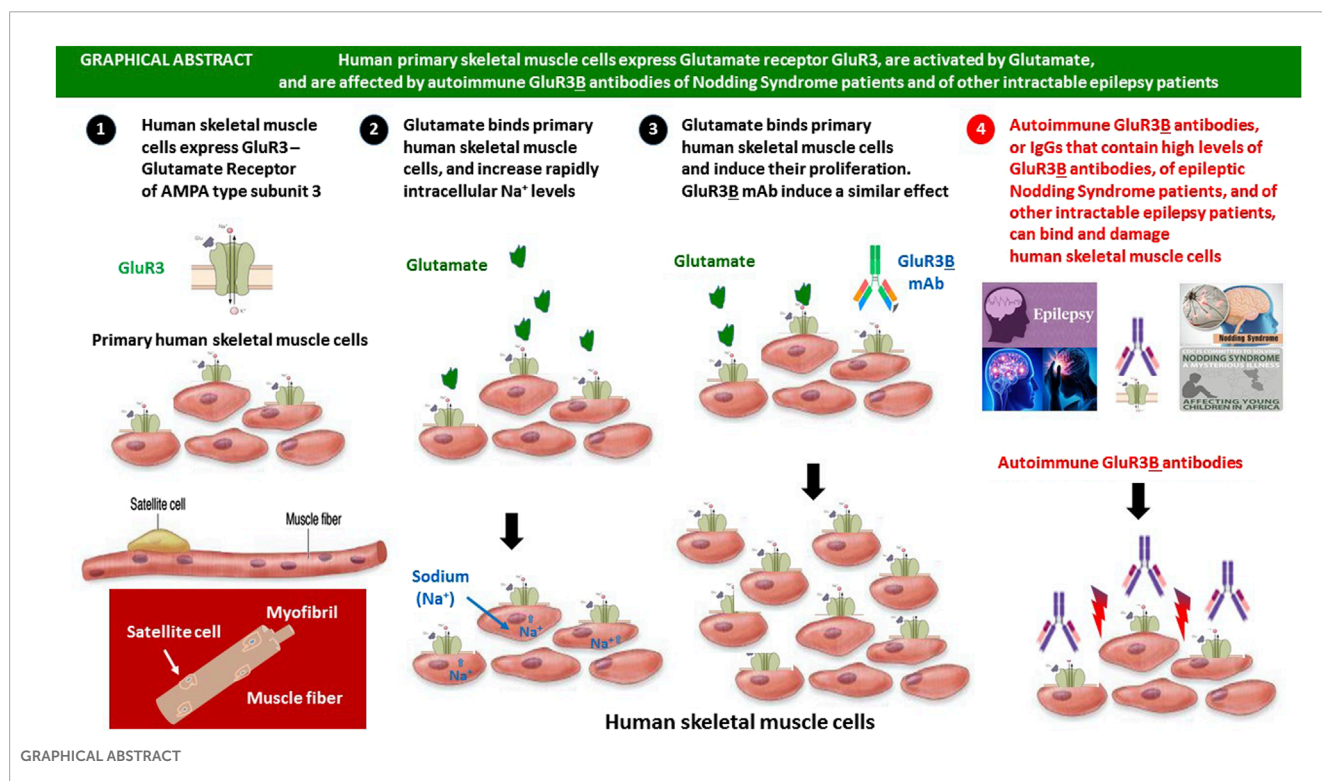 GRAPHICAL ABSTRACT
Human primary skeletal muscle cells express Glutamate receptor GluR3, are activated by Glutamate,
and are affected by autoimmune GluR3B antibodies of Nodding Syndrome patients and of other intractable epilepsy patients
1
Human skeletal muscle
cells express GluR3 –
Glutamate Receptor
of AMPA type subunit 3
GluR3
Na⁺
Glu
K⁺
Primary human skeletal muscle cells
Satellite cell
Muscle fiber
Myofibril
Satellite cell
Muscle fiber
2
Glutamate binds primary
human skeletal muscle
cells, and increase rapidly
intracellular Na⁺ levels
Glutamate
Sodium
(Na⁺)
Na⁺
Na⁺
Na⁺
3
Glutamate binds primary
human skeletal muscle cells
and induce their proliferation.
GluR3B mAb induce a similar effect
Glutamate
GluR3B
mAb
Human skeletal muscle cells
4
Autoimmune GluR3B antibodies,
or IgGs that contain high levels of
GluR3B antibodies, of epileptic
Nodding Syndrome patients, and of
other intractable epilepsy patients,
can bind and damage
human skeletal muscle cells
Epilepsy
Nodding Syndrome
CDC IS COMMITTED TO SOLVING
NODDING SYNDROME
A MYSTERIOUS ILLNESS
AFFECTING YOUNG
CHILDREN IN AFRICA
Autoimmune GluR3B antibodies
GRAPHICAL ABSTRACT